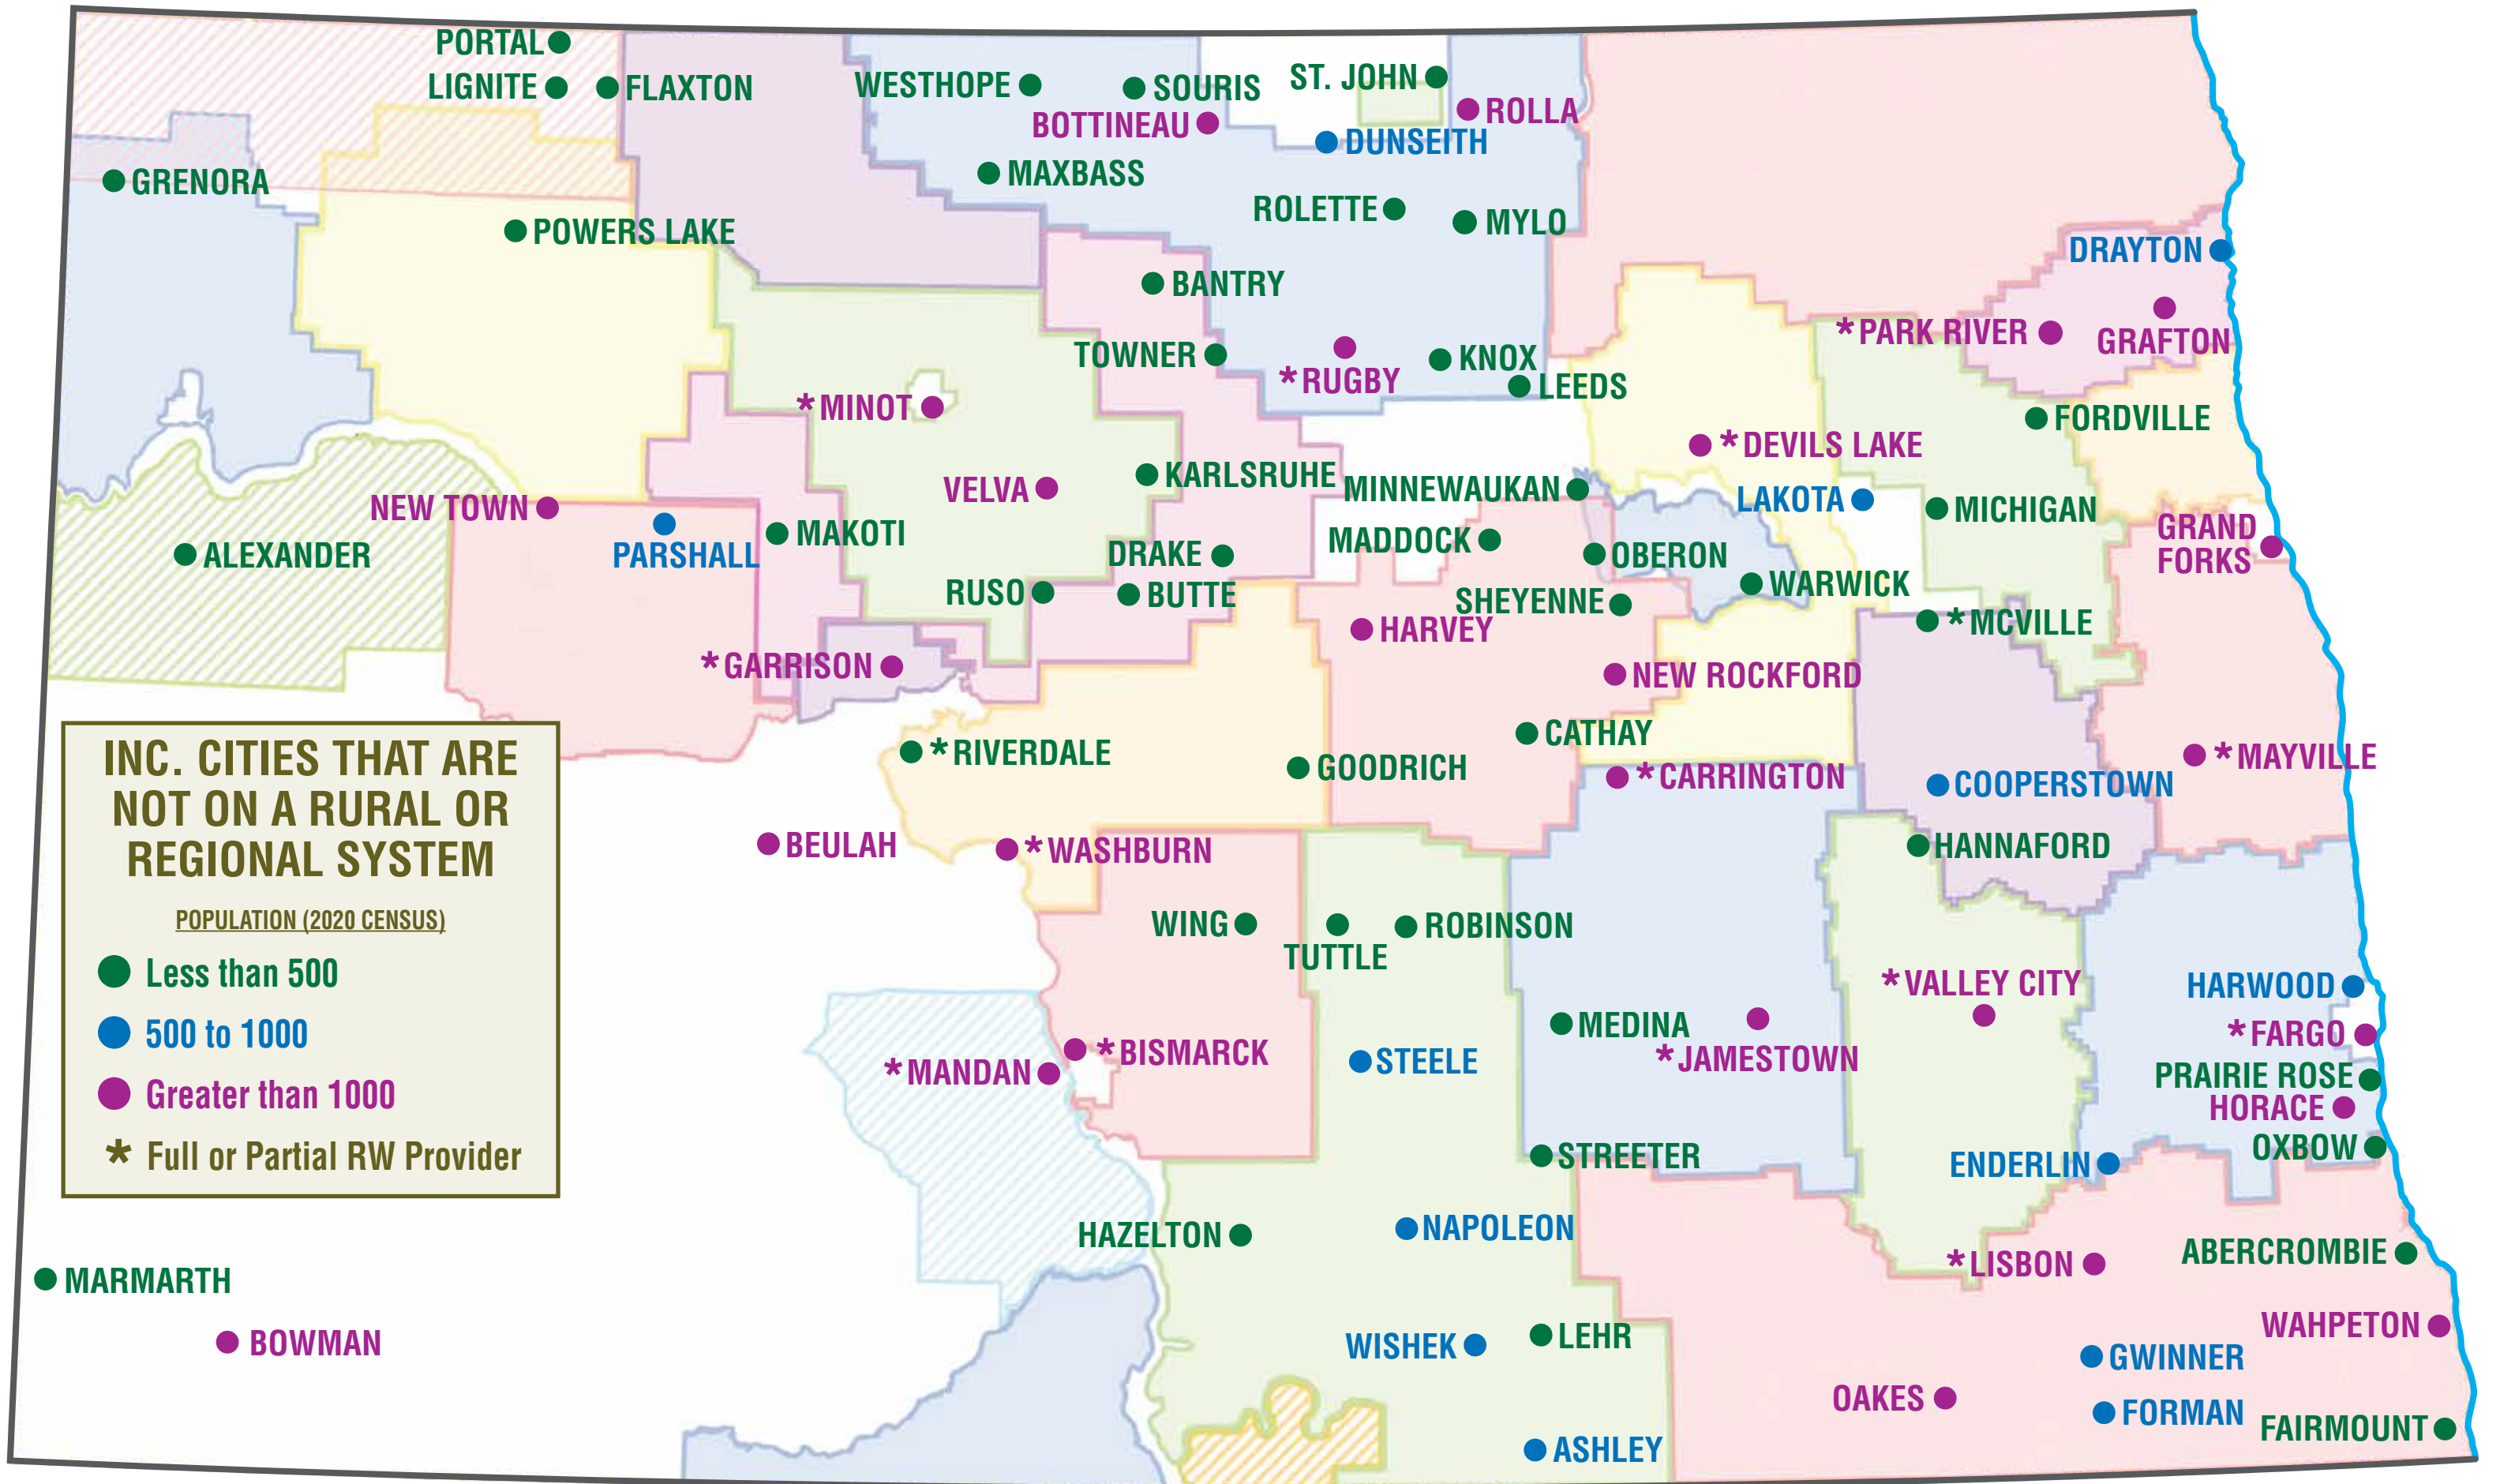 PORTAL
LIGNITE
FLAXTON
WESTHOPE
SOURIS
ST. JOHN
BOTTINEAU
ROLLA
DUNSEITH
GRENORA
MAXBASS
POWERS LAKE
ROLETTE
MYLO
DRAYTON
BANTRY
*PARK RIVER
GRAFTON
TOWNER
*RUGBY
KNOX
LEEDS
*MINOT
FORDVILLE
*DEVILS LAKE
VELVA
KARLSRUHE
MINNEWAUKAN
LAKOTA
MICHIGAN
NEW TOWN
PARSHALL
MAKOTI
MADDOCK
GRAND
FORKS
ALEXANDER
DRAKE
OBERON
RUSO
BUTTE
SHEYENNE
WARWICK
HARVEY
*MCVILLE
*GARRISON
NEW ROCKFORD
*RIVERDALE
GOODRICH
CATHAY
*CARRINGTON
COOPERSTOWN
*MAYVILLE
BEULAH
*WASHBURN
HANNAFORD
INC. CITIES THAT ARE
NOT ON A RURAL OR
REGIONAL SYSTEM
POPULATION (2020 CENSUS)
Less than 500
500 to 1000
Greater than 1000
* Full or Partial RW Provider
WING
TUTTLE
ROBINSON
*VALLEY CITY
HARWOOD
MEDINA
*JAMESTOWN
*FARGO
*BISMARCK
*MANDAN
STEELE
PRAIRIE ROSE
HORACE
STREETER
ENDERLIN
OXBOW
HAZELTON
NAPOLEON
*LISBON
ABERCROMBIE
MARMARTH
BOWMAN
WISHEK
LEHR
WAHPETON
GWINNER
OAKES
FORMAN
FAIRMOUNT
ASHLEY